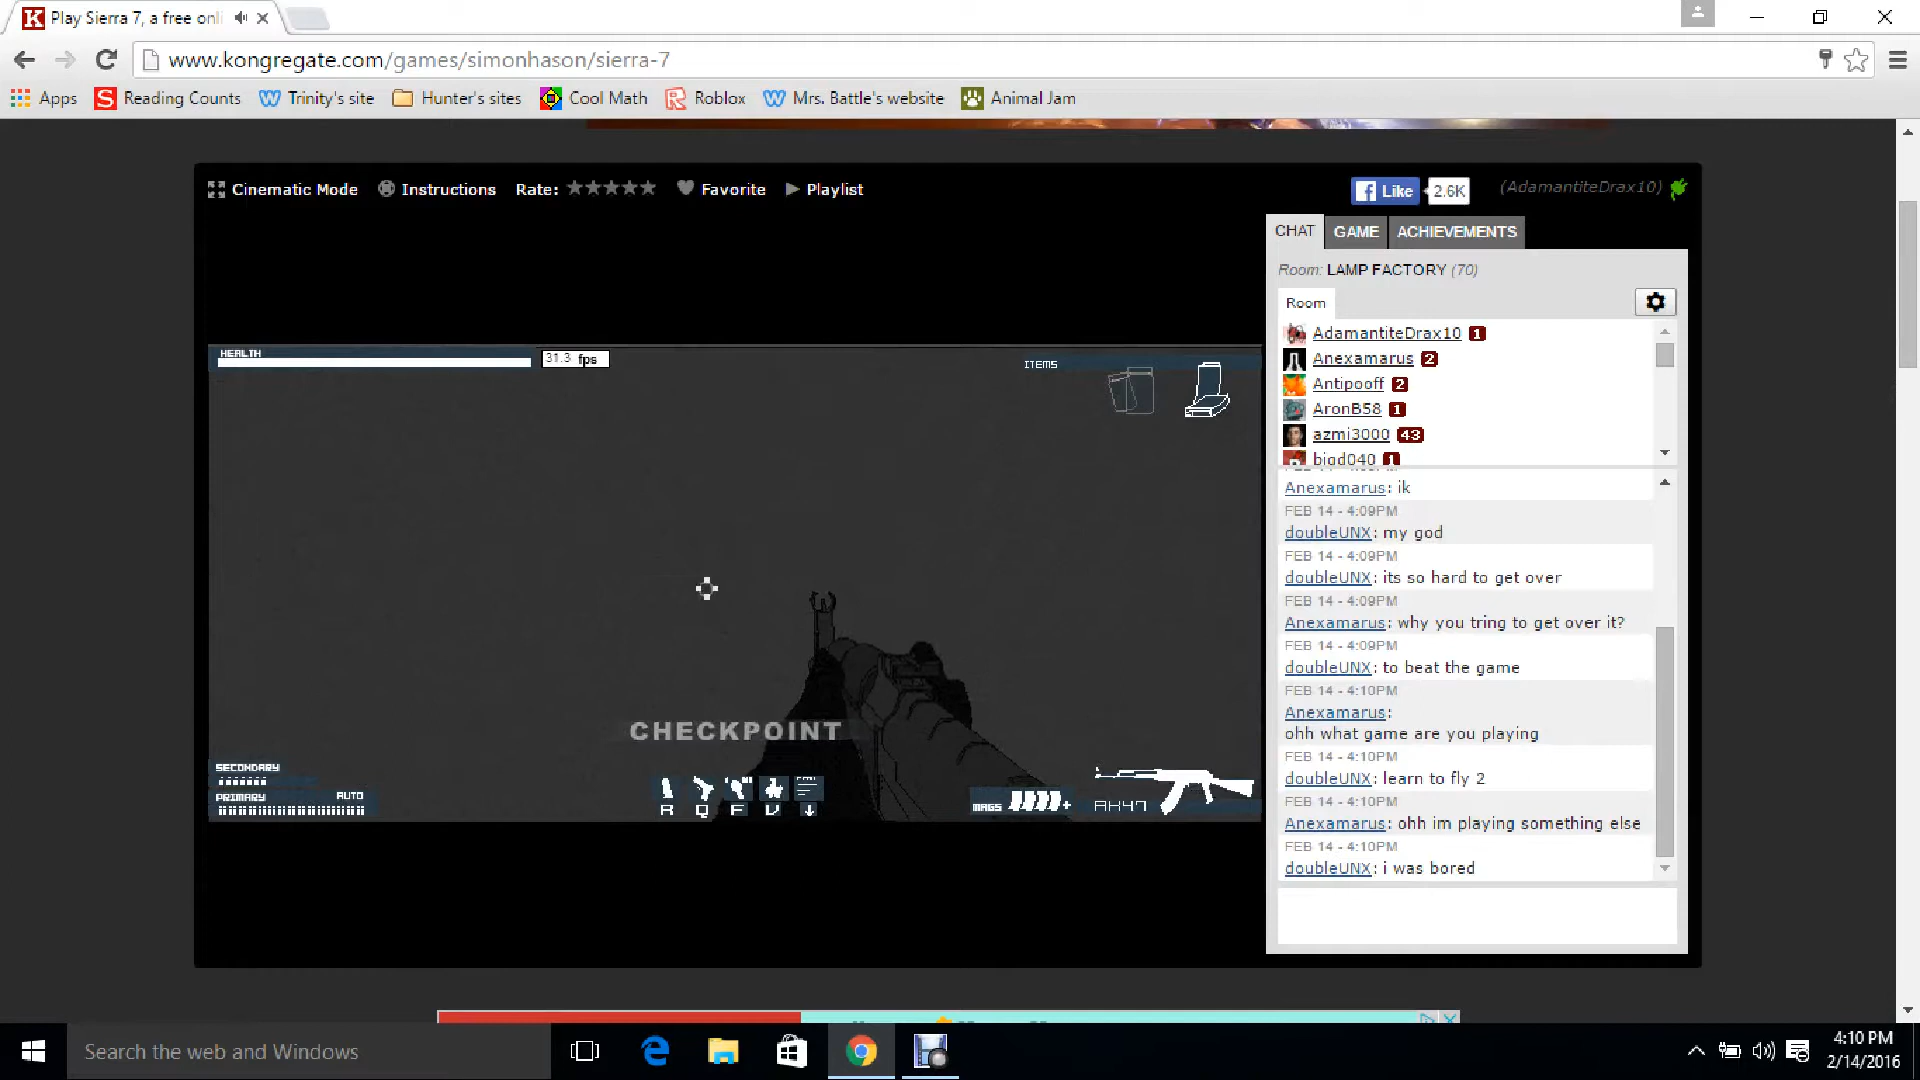 Play Sierra 7, a free onl
www.kongregate.com/games/simonhason/sierra-7
Apps Reading Counts Trinity's site Hunter's sites Cool Math Roblox Mrs. Battle's website Animal Jam
Cinematic Mode Instructions Rate: Favorite Playlist
Like 2.6K (AdamantiteDrax10)
CHAT GAME ACHIEVEMENTS
Room: LAMP FACTORY (70)
Room
AdamantiteDrax10 1
Anexamarus 2
Antipooff 2
AronB58 1
azmi3000 43
bigd040 1
Anexamarus: ik
FEB 14 - 4:09PM
doubleUNX: my god
FEB 14 - 4:09PM
doubleUNX: its so hard to get over
FEB 14 - 4:09PM
Anexamarus: why you tring to get over it?
FEB 14 - 4:09PM
doubleUNX: to beat the game
FEB 14 - 4:10PM
Anexamarus:
ohh what game are you playing
FEB 14 - 4:10PM
doubleUNX: learn to fly 2
FEB 14 - 4:10PM
Anexamarus: ohh im playing something else
FEB 14 - 4:10PM
doubleUNX: i was bored
HEALTH
31.3 fps
ITEMS
CHECKPOINT
SECONDARY
PRIMARY AUTO
R Q F V
MAGS + AK47
Search the web and Windows
4:10 PM
2/14/2016